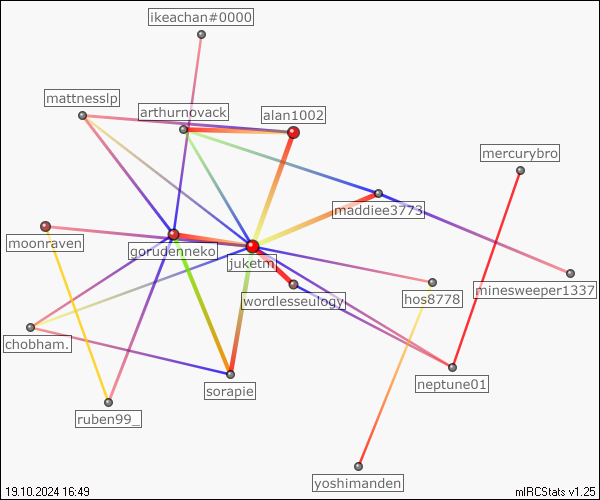 ikeachan#0000
mattnesslp
arthurnovack
alan1002
mercurybro
maddiee3773
moonraven
gorudenneko
juketm
wordlesseulogy
hos8778
minesweeper1337
chobham.
sorapie
neptune01
ruben99_
yoshimanden
19.10.2024 16:49
mIRCStats v1.25